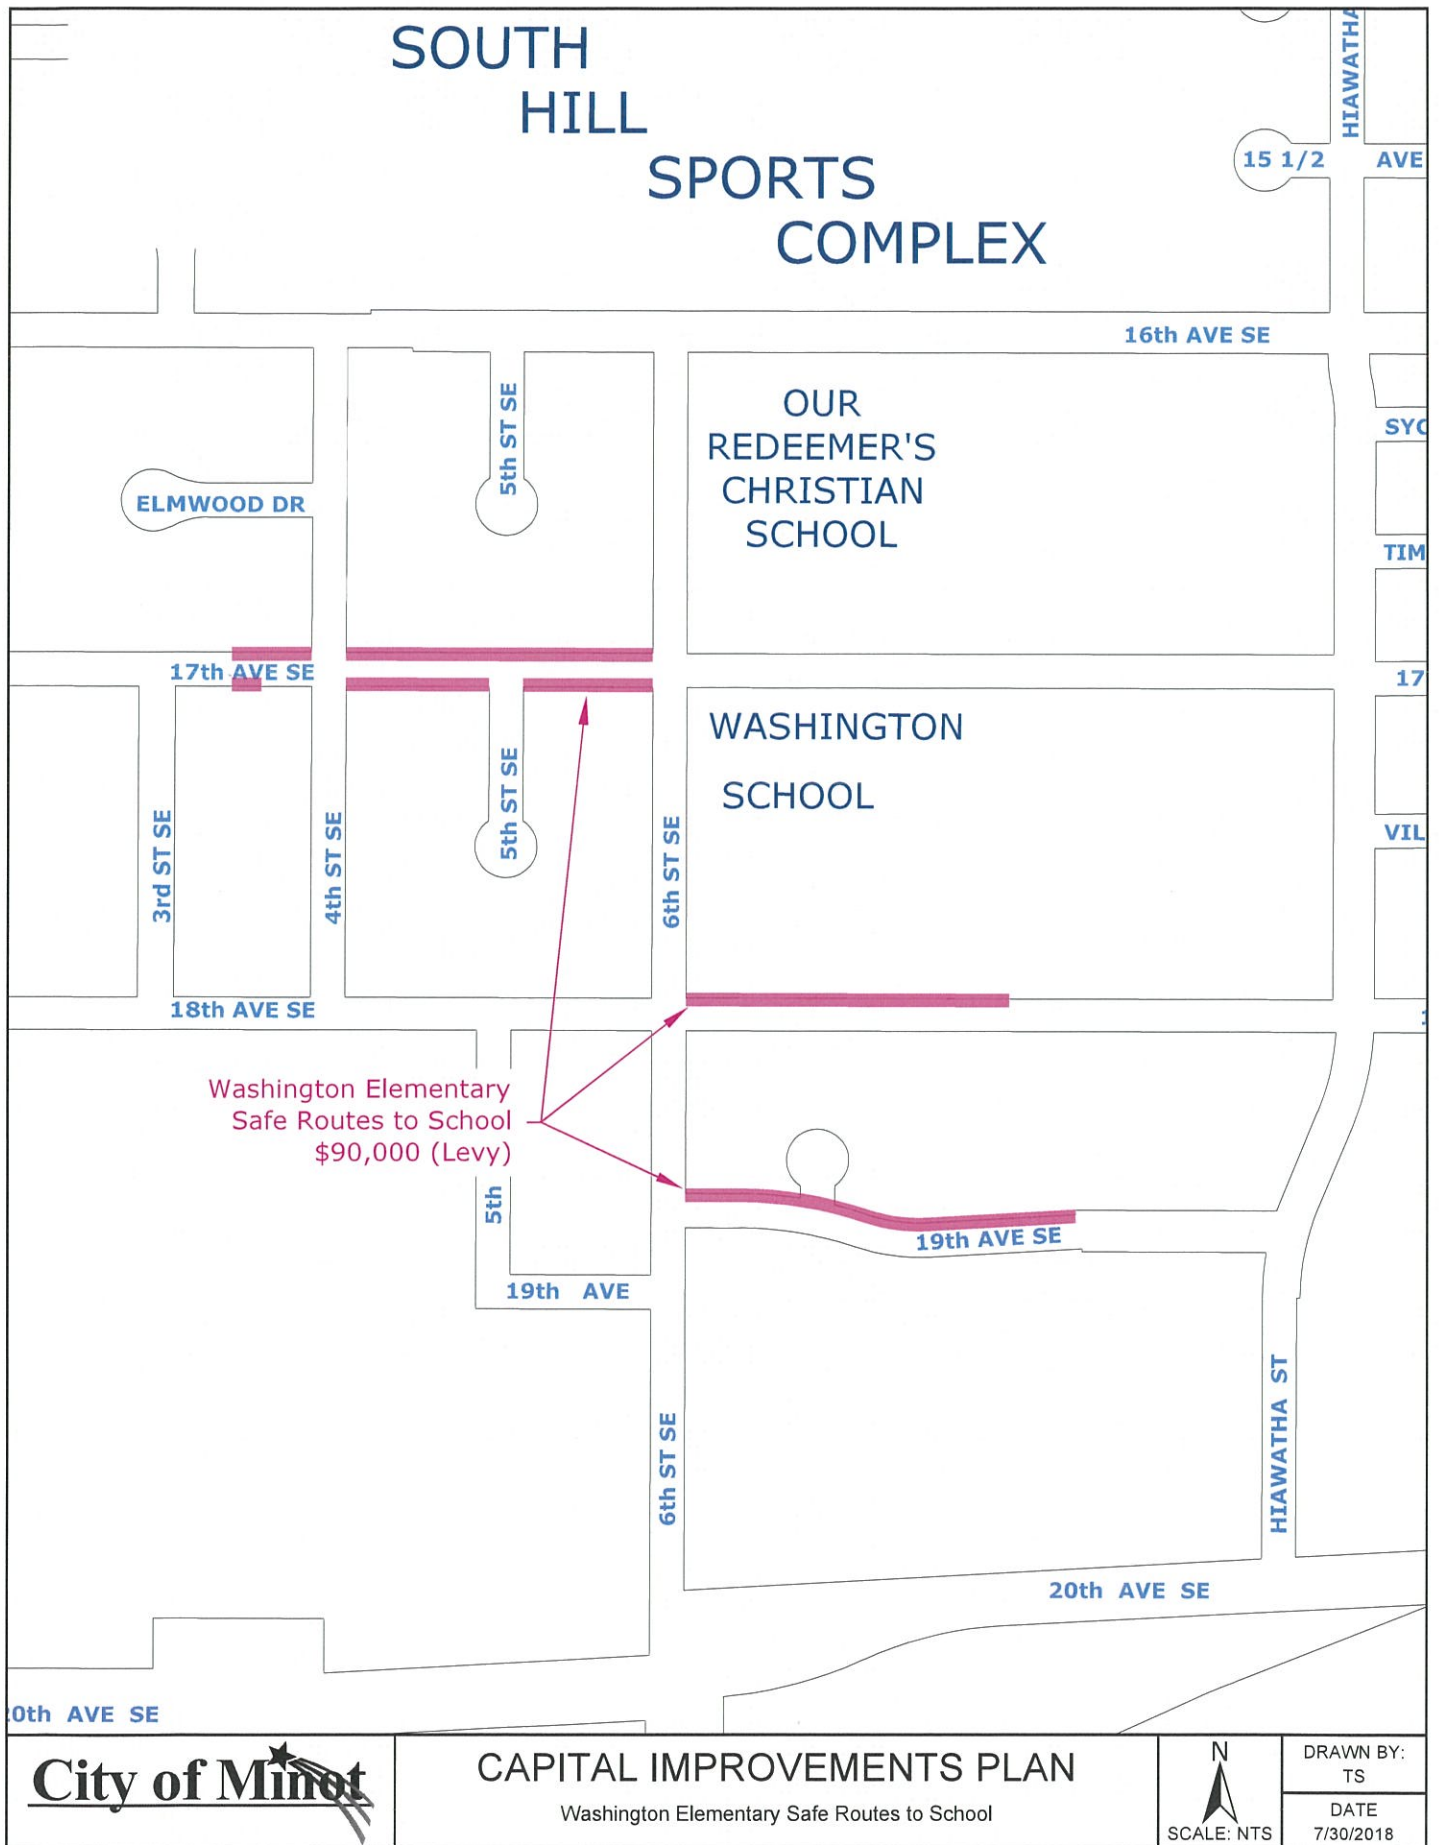 SOUTH
HILL
SPORTS
COMPLEX
HIAWATHA
15 1/2 AVE
16th AVE SE
5th ST SE
OUR
REDEEMER'S
CHRISTIAN
SCHOOL
SYC
ELMWOOD DR
TIM
17th AVE SE
17
WASHINGTON
SCHOOL
5th ST SE
3rd ST SE
4th ST SE
6th ST SE
VIL
18th AVE SE
Washington Elementary
Safe Routes to School
$90,000 (Levy)
5th
19th AVE SE
19th AVE
6th ST SE
HIAWATHA ST
20th AVE SE
0th AVE SE
City of Minot
CAPITAL IMPROVEMENTS PLAN
Washington Elementary Safe Routes to School
N
SCALE: NTS
DRAWN BY:
TS
DATE
7/30/2018